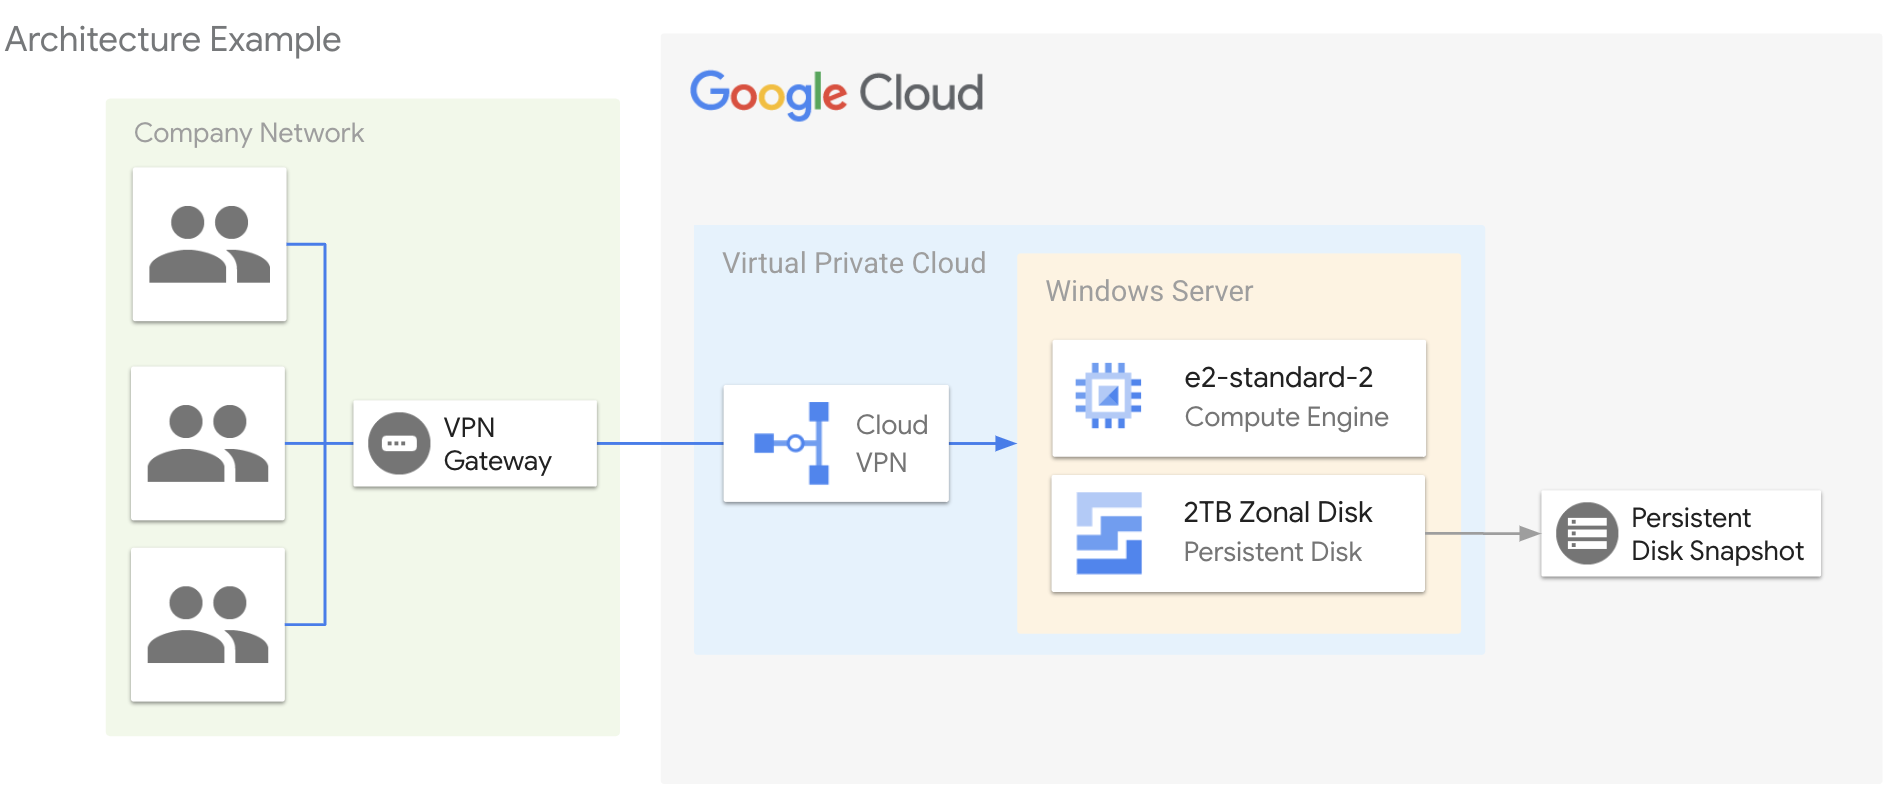 Architecture Example
Company Network
VPN
Gateway
Google Cloud
Virtual Private Cloud
Cloud
VPN
Windows Server
e2-standard-2
Compute Engine
2TB Zonal Disk
Persistent Disk
Persistent
Disk Snapshot